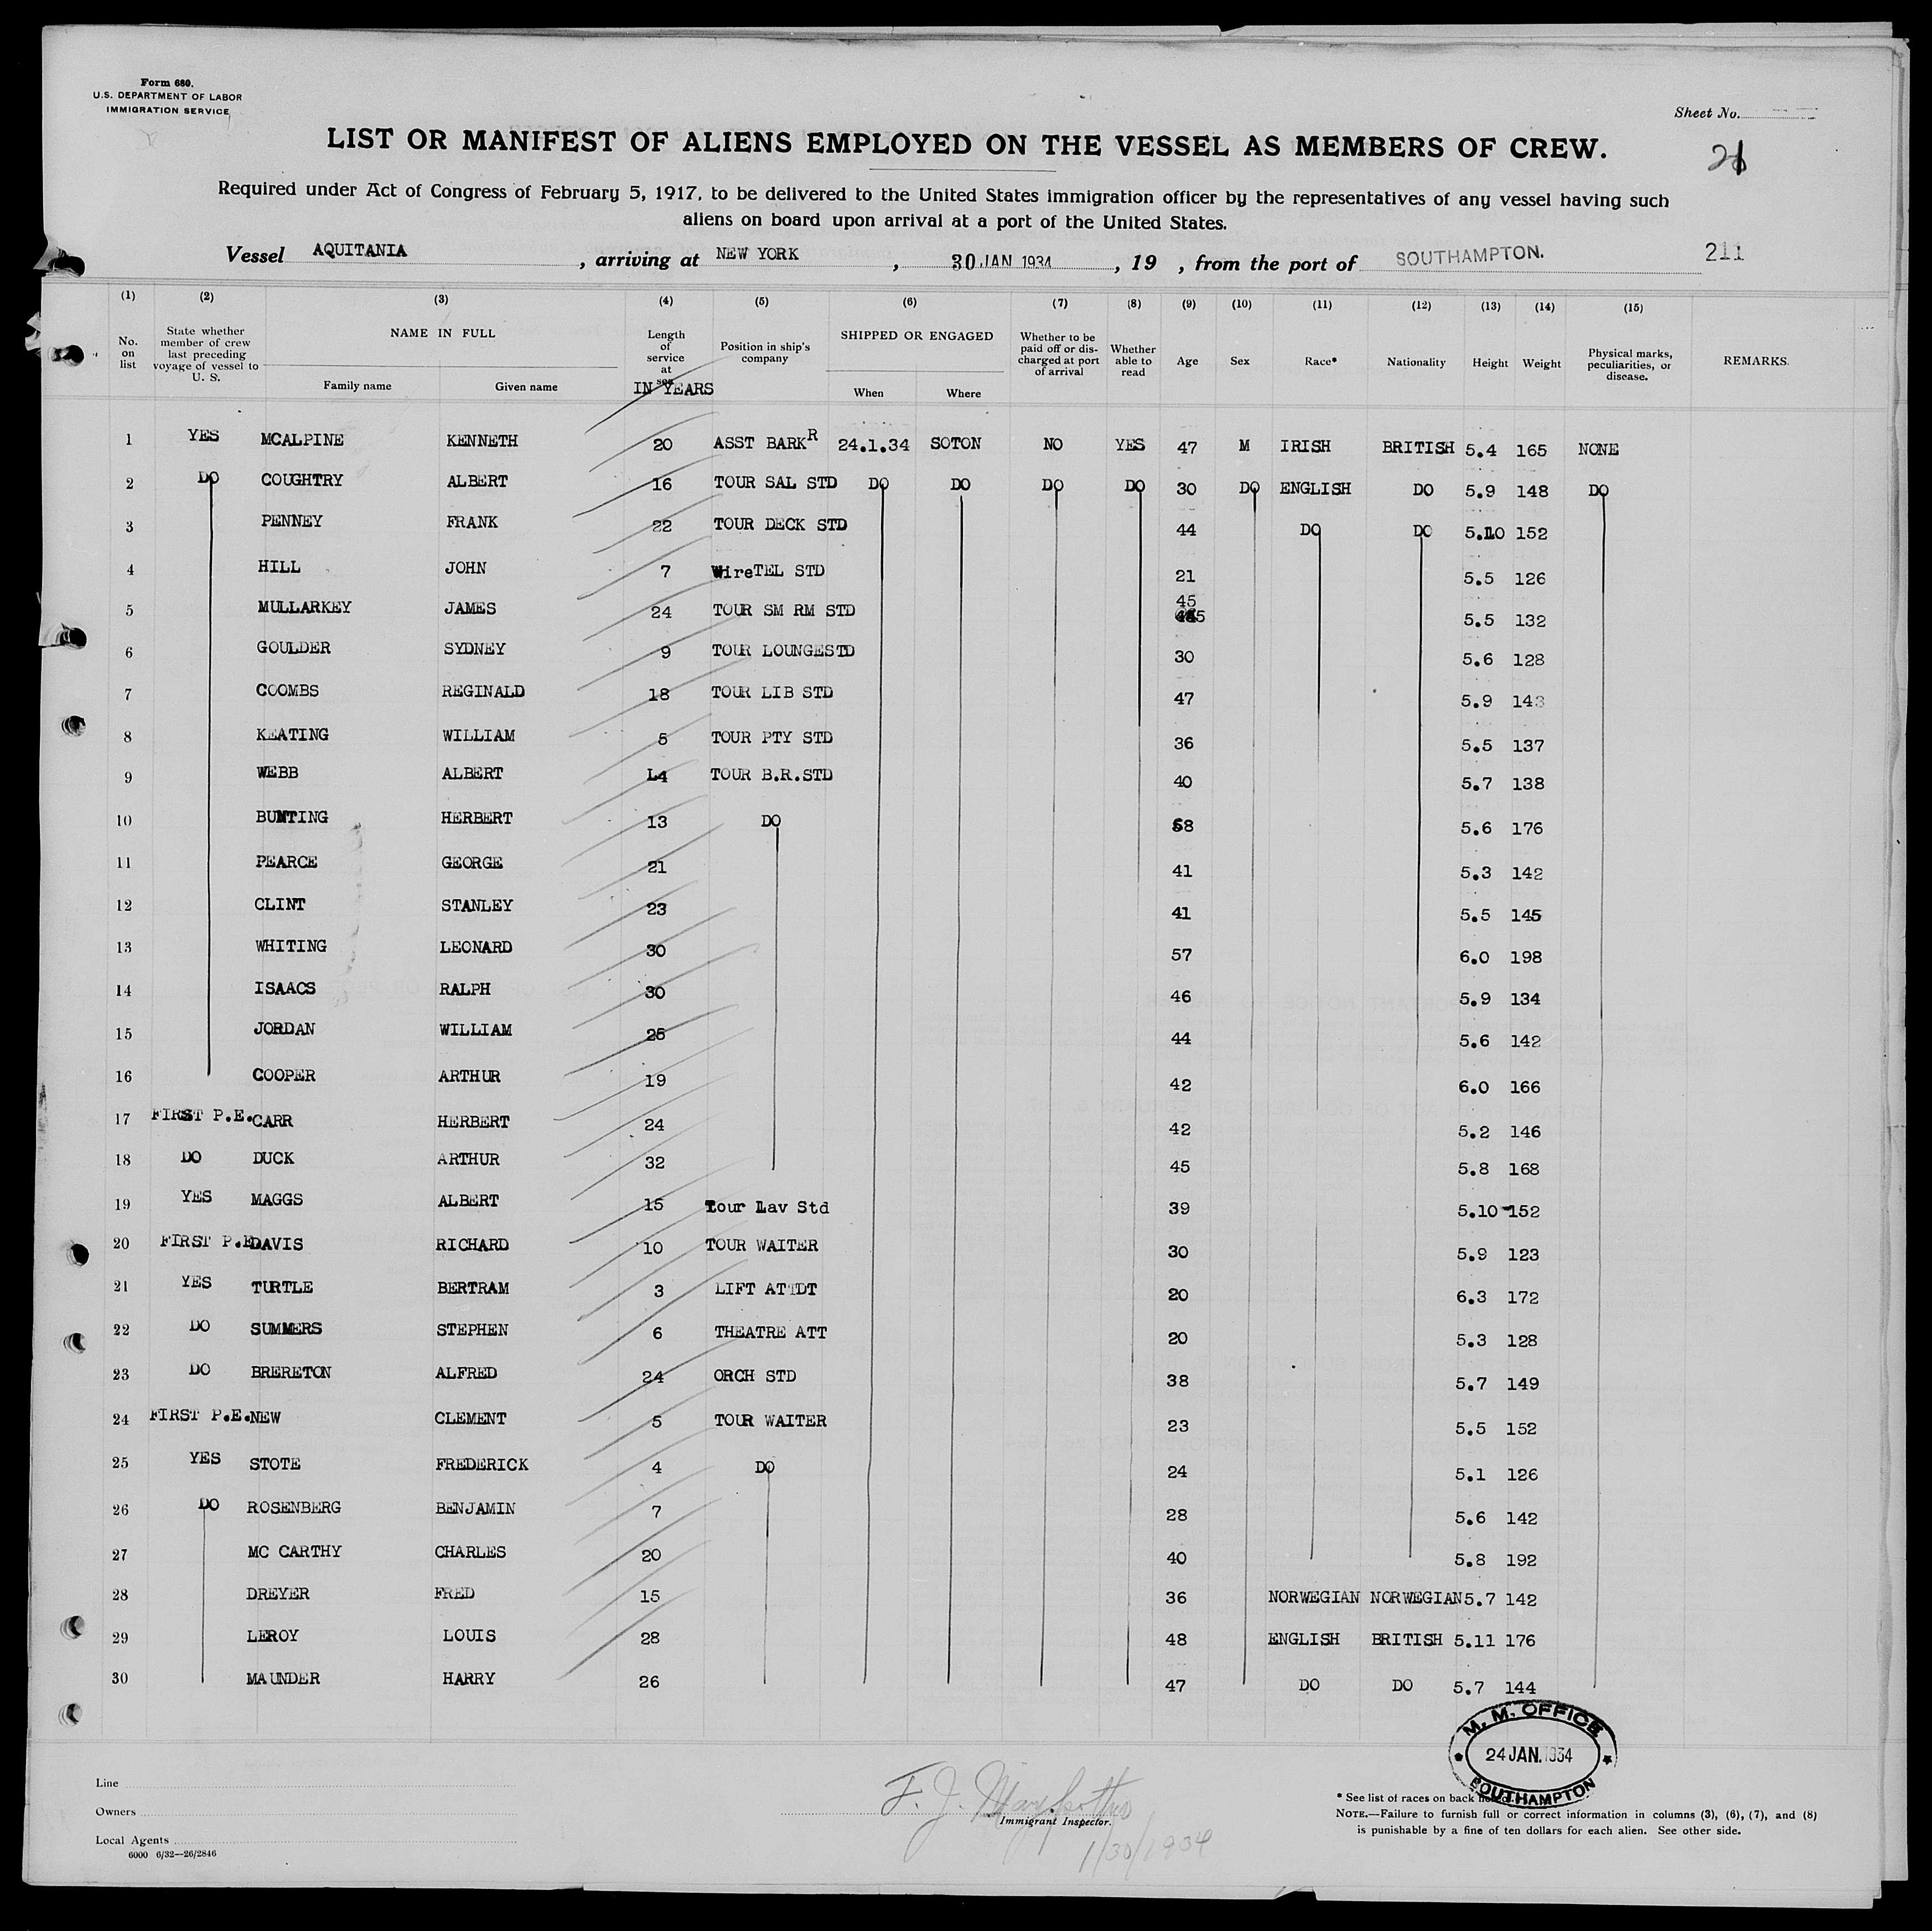 Form 680.
U.S. DEPARTMENT OF LABOR
IMMIGRATION SERVICE
Sheet No.
LIST OR MANIFEST OF ALIENS EMPLOYED ON THE VESSEL AS MEMBERS OF CREW.
Required under Act of Congress of February 5, 1917, to be delivered to the United States immigration officer by the representatives of any vessel having such
aliens on board upon arrival at a port of the United States.
Vessel AQUITANIA, arriving at NEW YORK, 30 JAN 1934, 19 , from the port of SOUTHAMPTON. 211
(1) (2) (3) (4) (5) (6) (7) (8) (9) (10) (11) (12) (13) (14) (15)
No. on list State whether member of crew last preceding voyage of vessel to U. S. NAME IN FULL Family name Given name Length of service at sea IN YEARS Position in ship's company SHIPPED OR ENGAGED When Where Whether to be paid off or discharged at port of arrival Whether able to read Age Sex Race* Nationality Height Weight Physical marks, peculiarities, or disease. REMARKS.
1 YES MCALPINE KENNETH 20 ASST BARKR 24.1.34 SOTON NO YES 47 M IRISH BRITISH 5.4 165 NONE
2 DO COUGHTRY ALBERT 16 TOUR SAL STD DO DO DO DO 30 DO ENGLISH DO 5.9 148 DO
3 PENNEY FRANK 22 TOUR DECK STD 44 DO DO 5.10 152
4 HILL JOHN 7 WireTEL STD 21 5.5 126
5 MULLARKEY JAMES 24 TOUR SM RM STD 45 5.5 132
6 GOULDER SYDNEY 9 TOUR LOUNGESTD 30 5.6 128
7 COOMBS REGINALD 18 TOUR LIB STD 47 5.9 143
8 KEATING WILLIAM 5 TOUR PTY STD 36 5.5 137
9 WEBB ALBERT L4 TOUR B.R.STD 40 5.7 138
10 BUNTING HERBERT 13 DO 58 5.6 176
11 PEARCE GEORGE 21 41 5.3 142
12 CLINT STANLEY 23 41 5.5 145
13 WHITING LEONARD 30 57 6.0 198
14 ISAACS RALPH 30 46 5.9 134
15 JORDAN WILLIAM 25 44 5.6 142
16 COOPER ARTHUR 19 42 6.0 166
17 FIRST P.E. CARR HERBERT 24 42 5.2 146
18 DO DUCK ARTHUR 32 45 5.8 168
19 YES MAGGS ALBERT 15 Tour Lav Std 39 5.10 152
20 FIRST P.E. DAVIS RICHARD 10 TOUR WAITER 30 5.9 123
21 YES TURTLE BERTRAM 3 LIFT ATTDT 20 6.3 172
22 DO SUMMERS STEPHEN 6 THEATRE ATT 20 5.3 128
23 DO BRERETON ALFRED 24 ORCH STD 38 5.7 149
24 FIRST P.E. NEW CLEMENT 5 TOUR WAITER 23 5.5 152
25 YES STOTE FREDERICK 4 DO 24 5.1 126
26 DO ROSENBERG BENJAMIN 7 28 5.6 142
27 MC CARTHY CHARLES 20 40 5.8 192
28 DREYER FRED 15 36 NORWEGIAN NORWEGIAN 5.7 142
29 LEROY LOUIS 28 48 ENGLISH BRITISH 5.11 176
30 MAUNDER HARRY 26 47 DO DO 5.7 144
M. M. OFFICE
24 JAN. 1934
SOUTHAMPTON
Line
Owners
Local Agents
6000 6/32—26/2846
F. J.
Immigrant Inspector.
1/30/1934
* See list of races on back
NOTE.—Failure to furnish full or correct information in columns (3), (6), (7), and (8)
is punishable by a fine of ten dollars for each alien. See other side.